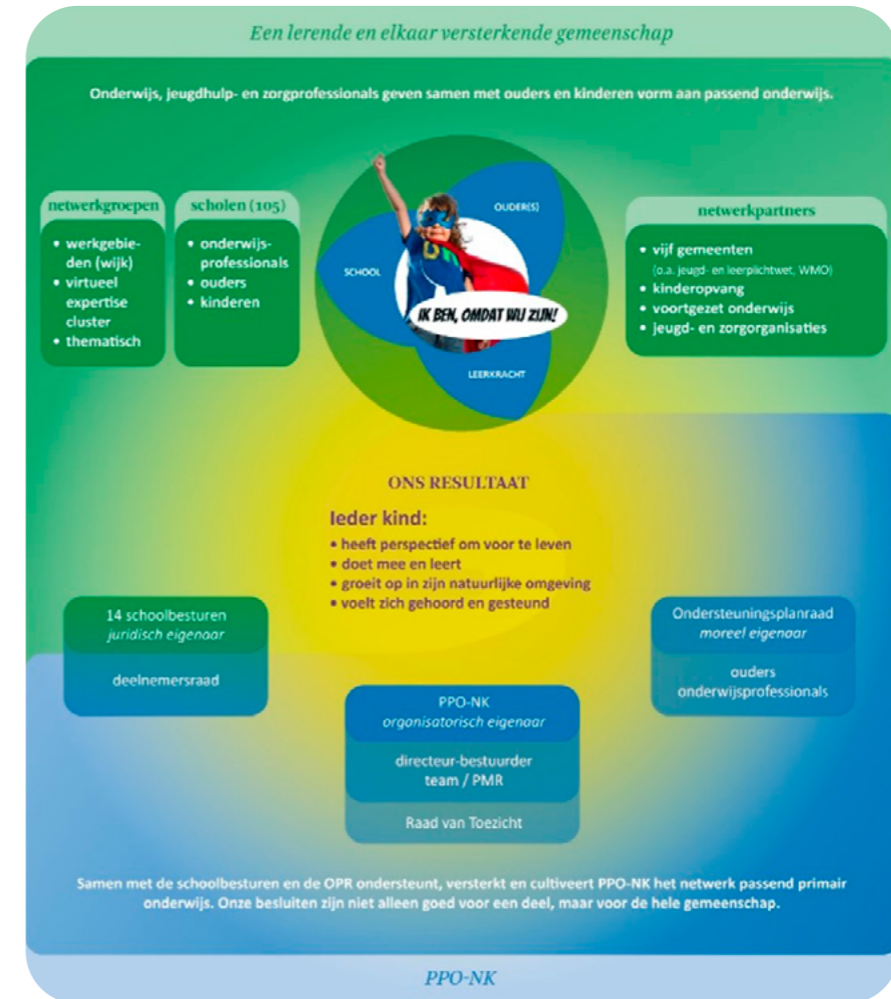 Een lerende en elkaar versterkende gemeenschap
Onderwijs, jeugdhulp- en zorgprofessionals geven samen met ouders en kinderen vorm aan passend onderwijs.
netwerkgroepen
• werkgebie-
den (wijk)
• virtueel
expertise
cluster
• thematisch
scholen (105)
• onderwijs-
professionals
• ouders
• kinderen
OUDER(S)
SCHOOL
IK BEN, OMDAT WIJ ZIJN!
LEERKRACHT
netwerkpartners
• vijf gemeenten
(o.a. jeugd- en leerplichtwet, WMO)
• kinderopvang
• voortgezet onderwijs
• jeugd- en zorgorganisaties
ONS RESULTAAT
Ieder kind:
• heeft perspectief om voor te leven
• doet mee en leert
• groeit op in zijn natuurlijke omgeving
• voelt zich gehoord en gesteund
14 schoolbesturen
juridisch eigenaar
deelnemersraad
PPO-NK
organisatorisch eigenaar
directeur-bestuurder
team / PMR
Raad van Toezicht
Ondersteuningsplanraad
moreel eigenaar
ouders
onderwijsprofessionals
Samen met de schoolbesturen en de OPR ondersteunt, versterkt en cultiveert PPO-NK het netwerk passend primair
onderwijs. Onze besluiten zijn niet alleen goed voor een deel, maar voor de hele gemeenschap.
PPO-NK